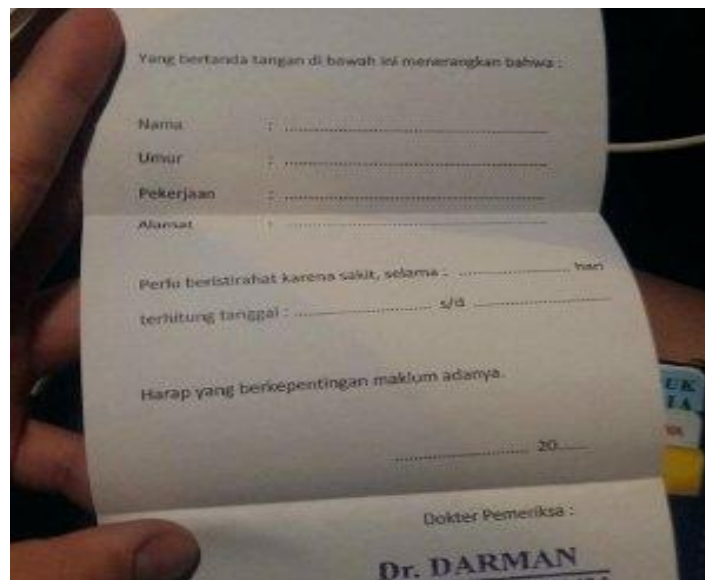 Yang bertanda tangan di bawah ini menerangkan bahwa :
Nama : ..............................
Umur : ..............................
Pekerjaan : ..............................
Alamat : ..............................
Perlu beristirahat karena sakit, selama : .................... hari
terhitung tanggal : .................... s/d ....................
Harap yang berkepentingan maklum adanya.
.................... 20......
Dokter Pemeriksa :
Dr. DARMAN
UK